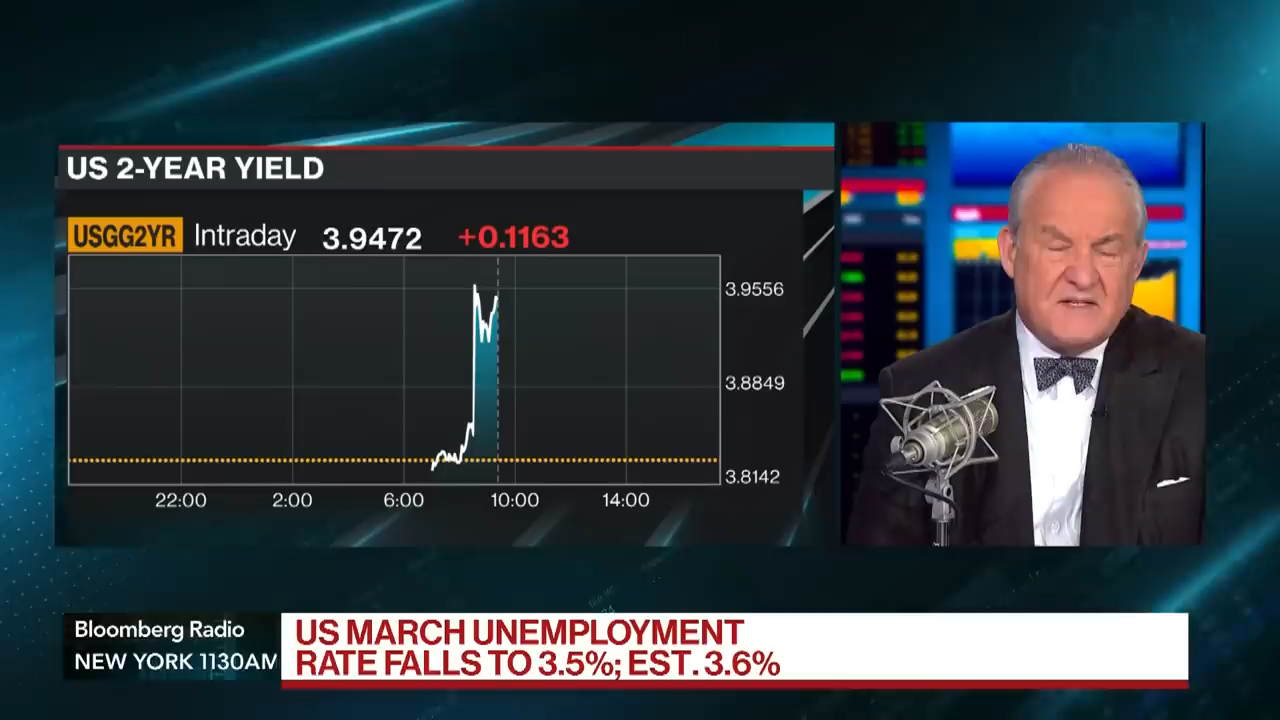 US 2-YEAR YIELD
USGG2YR Intraday 3.9472 +0.1163
3.9556
3.8849
3.8142
22:00 2:00 6:00 10:00 14:00
Bloomberg Radio
NEW YORK 1130AM
US MARCH UNEMPLOYMENT
RATE FALLS TO 3.5%; EST. 3.6%